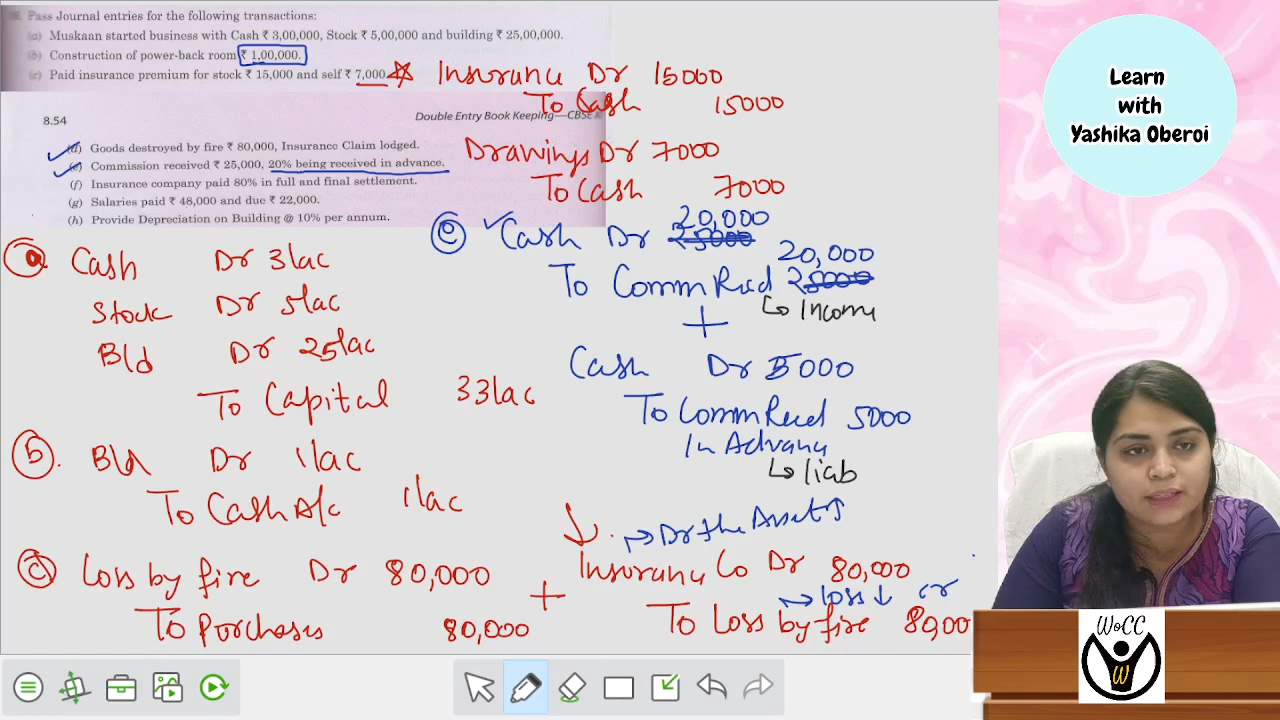 Pass Journal entries for the following transactions:
(a) Muskaan started business with Cash ₹ 3,00,000, Stock ₹ 5,00,000 and building ₹ 25,00,000.
(b) Construction of power-back room ₹ 1,00,000.
(c) Paid insurance premium for stock ₹ 15,000 and self ₹ 7,000.
8.54
Double Entry Book Keeping—CBSE
(d) Goods destroyed by fire ₹ 80,000, Insurance Claim lodged.
(e) Commission received ₹ 25,000, 20% being received in advance.
(f) Insurance company paid 80% in full and final settlement.
(g) Salaries paid ₹ 48,000 and due ₹ 22,000.
(h) Provide Depreciation on Building @ 10% per annum.
Insurance Dr 15000
To Cash 15000
Drawings Dr 7000
To Cash 7000
(a) Cash Dr 3lac
Stock Dr 5lac
Bld Dr 25lac
To Capital 33lac
(b) Bld Dr 1lac
To Cash A/c 1lac
(d) Loss by fire Dr 80,000
To Purchases 80,000
+
(e) Cash Dr 25000 20,000
To Comm Recd 25000 20,000
↳ Income
+
Cash Dr 5000
To Comm Recd 5000
In Advance
↳ liab
→ Dr the Asset ↑
Insurance Co Dr 80,000
→ loss ↓ cr
To Loss by fire 80,00
Learn
with
Yashika Oberoi
WoCC
W